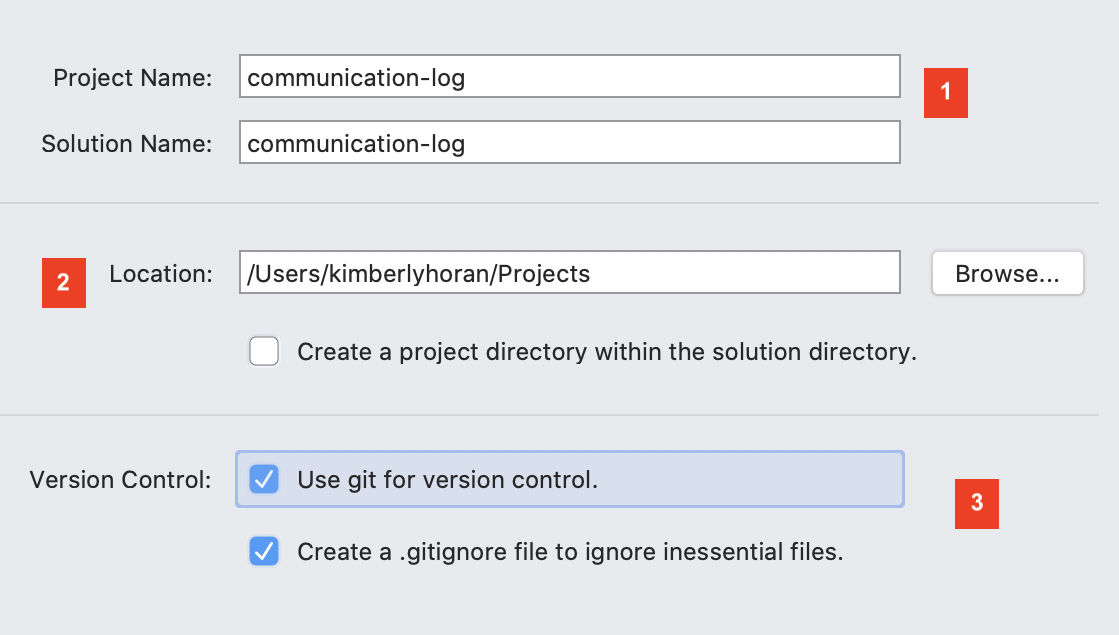 Project Name: communication-log
1
Solution Name: communication-log
2 Location: /Users/kimberlyhoran/Projects Browse...
Create a project directory within the solution directory.
Version Control: Use git for version control.
3
Create a .gitignore file to ignore inessential files.